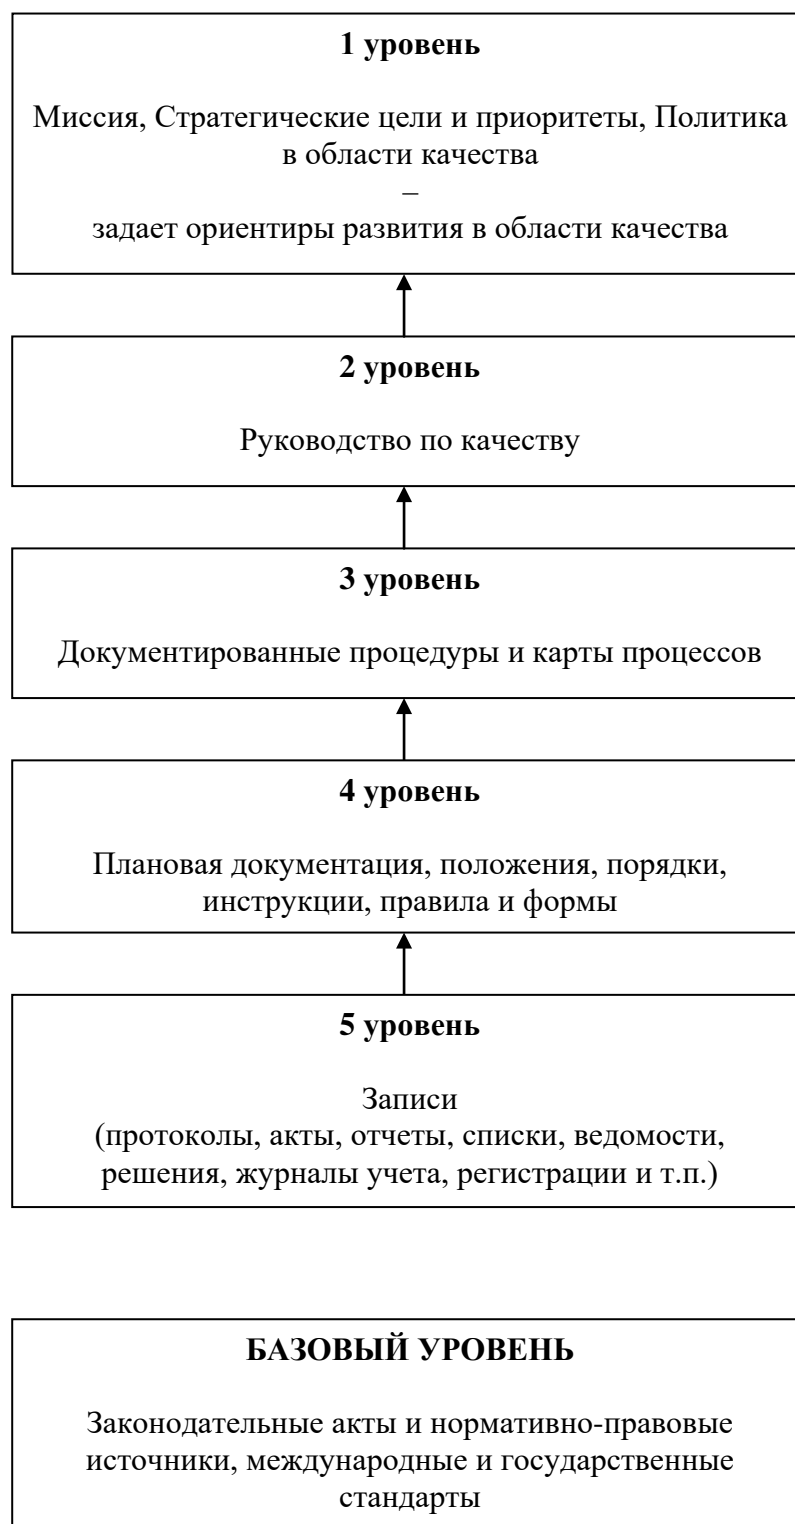 1 уровень
Миссия, Стратегические цели и приоритеты, Политика
в области качества
–
задает ориентиры развития в области качества
2 уровень
Руководство по качеству
3 уровень
Документированные процедуры и карты процессов
4 уровень
Плановая документация, положения, порядки,
инструкции, правила и формы
5 уровень
Записи
(протоколы, акты, отчеты, списки, ведомости,
решения, журналы учета, регистрации и т.п.)
БАЗОВЫЙ УРОВЕНЬ
Законодательные акты и нормативно-правовые
источники, международные и государственные
стандарты